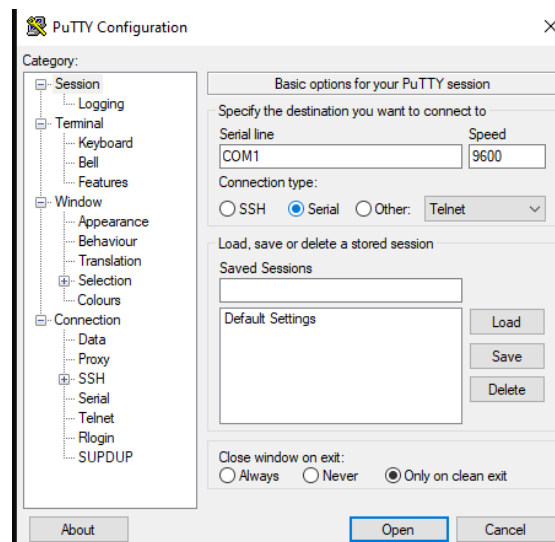 PuTTY Configuration
Category:
Session
Logging
Terminal
Keyboard
Bell
Features
Window
Appearance
Behaviour
Translation
Selection
Colours
Connection
Data
Proxy
SSH
Serial
Telnet
Rlogin
SUPDUP
Basic options for your PuTTY session
Specify the destination you want to connect to
Serial line Speed
COM1 9600
Connection type:
SSH Serial Other: Telnet
Load, save or delete a stored session
Saved Sessions
Default Settings
Load
Save
Delete
Close window on exit:
Always Never Only on clean exit
About Open Cancel